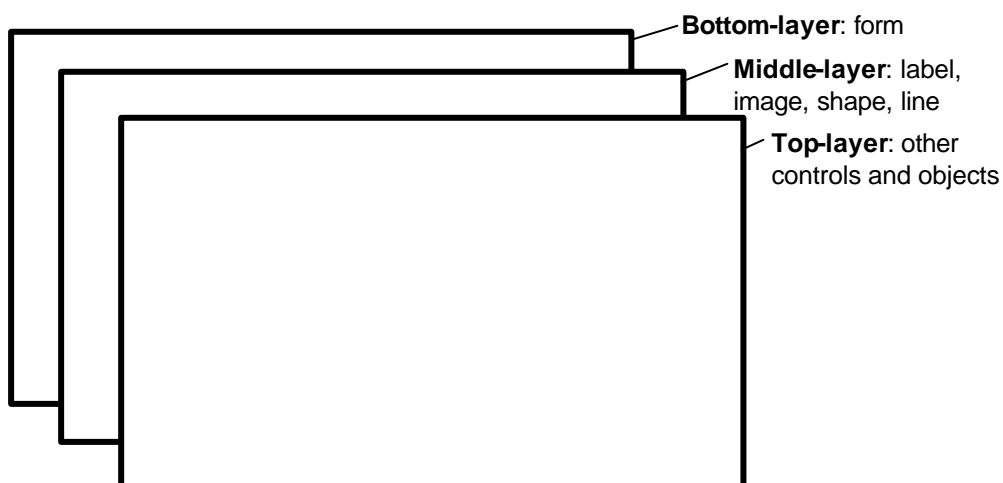 Bottom-layer: form
Middle-layer: label,
image, shape, line
Top-layer: other
controls and objects